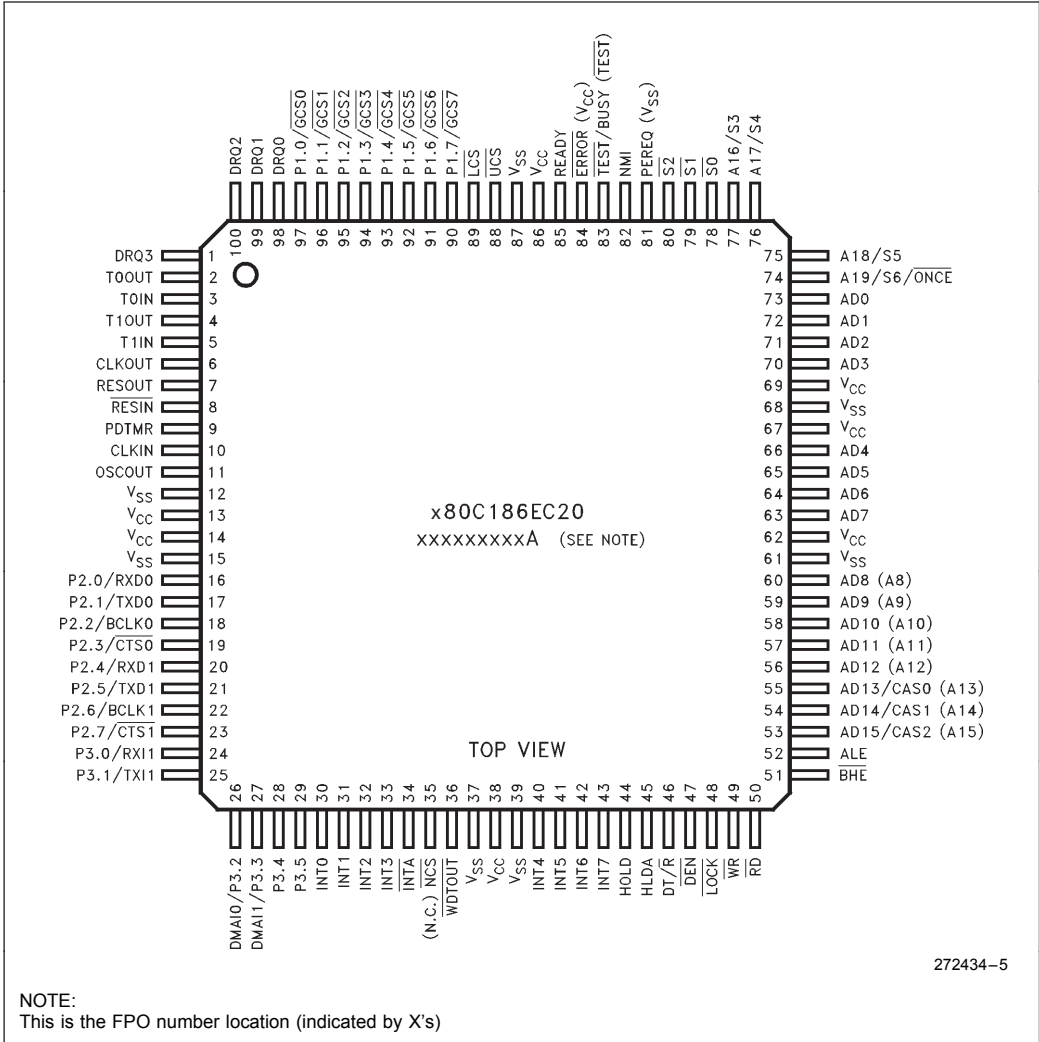 DRQ2
DRQ1
DRQ0
P1.0/GCS0
P1.1/GCS1
P1.2/GCS2
P1.3/GCS3
P1.4/GCS4
P1.5/GCS5
P1.6/GCS6
P1.7/GCS7
LCS
UCS
VSS
VCC
READY
ERROR (VCC)
TEST/BUSY (TEST)
NMI
PEREQ (VSS)
S2
S1
S0
A16/S3
A17/S4
100 99 98 97 96 95 94 93 92 91 90 89 88 87 86 85 84 83 82 81 80 79 78 77 76
DRQ3 1
T0OUT 2
T0IN 3
T1OUT 4
T1IN 5
CLKOUT 6
RESOUT 7
RESIN 8
PDTMR 9
CLKIN 10
OSCOUT 11
VSS 12
VCC 13
VCC 14
VSS 15
P2.0/RXD0 16
P2.1/TXD0 17
P2.2/BCLK0 18
P2.3/CTS0 19
P2.4/RXD1 20
P2.5/TXD1 21
P2.6/BCLK1 22
P2.7/CTS1 23
P3.0/RXI1 24
P3.1/TXI1 25
x80C186EC20
xxxxxxxxxA (SEE NOTE)
TOP VIEW
75 A18/S5
74 A19/S6/ONCE
73 AD0
72 AD1
71 AD2
70 AD3
69 VCC
68 VSS
67 VCC
66 AD4
65 AD5
64 AD6
63 AD7
62 VCC
61 VSS
60 AD8 (A8)
59 AD9 (A9)
58 AD10 (A10)
57 AD11 (A11)
56 AD12 (A12)
55 AD13/CAS0 (A13)
54 AD14/CAS1 (A14)
53 AD15/CAS2 (A15)
52 ALE
51 BHE
26 27 28 29 30 31 32 33 34 35 36 37 38 39 40 41 42 43 44 45 46 47 48 49 50
DMAI0/P3.2
DMAI1/P3.3
P3.4
P3.5
INT0
INT1
INT2
INT3
INTA
(N.C.) NCS
WDTOUT
VSS
VCC
VSS
INT4
INT5
INT6
INT7
HOLD
HLDA
DT/R
DEN
LOCK
WR
RD
272434–5
NOTE:
This is the FPO number location (indicated by X's)